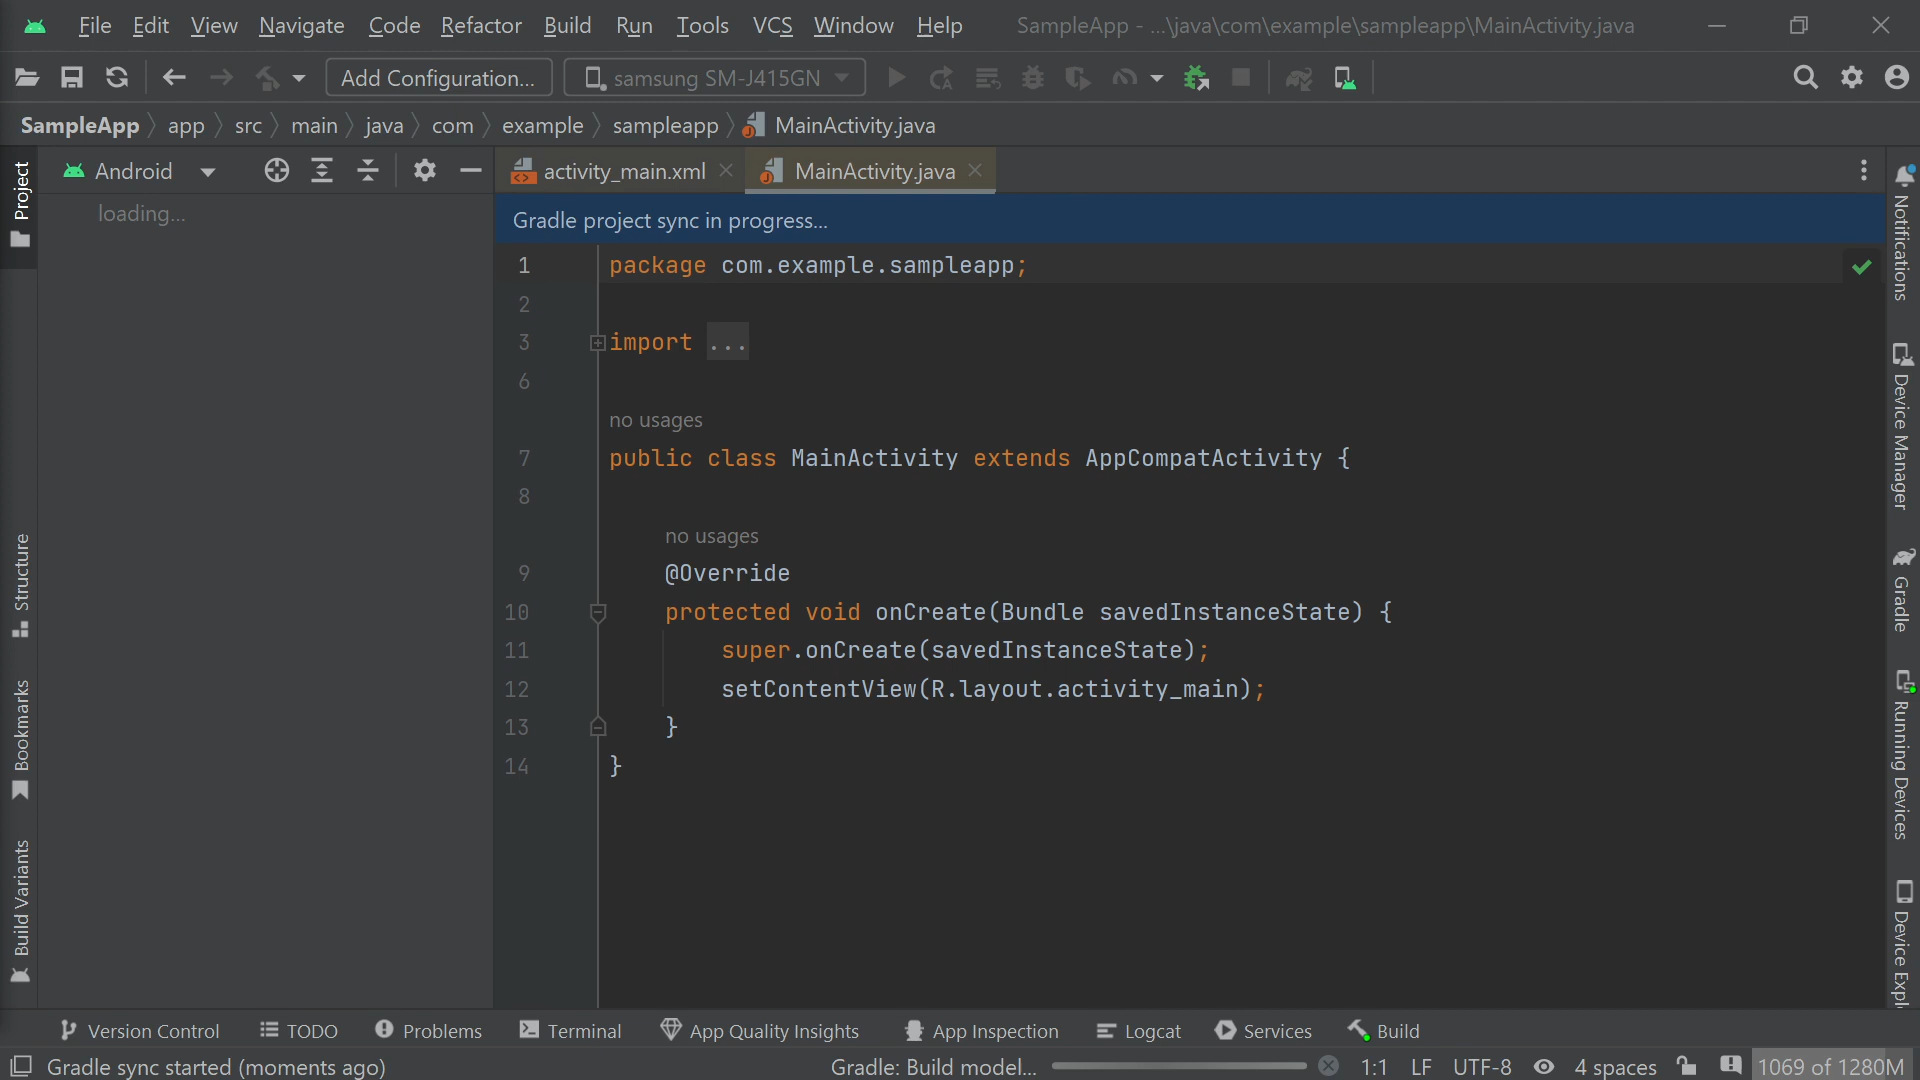 File Edit View Navigate Code Refactor Build Run Tools VCS Window Help SampleApp - ...\java\com\example\sampleapp\MainActivity.java
Add Configuration... samsung SM-J415GN
SampleApp app src main java com example sampleapp MainActivity.java
Project
Android
activity_main.xml MainActivity.java
loading...
Gradle project sync in progress...
1 package com.example.sampleapp;
2
3 import ...
6
no usages
7 public class MainActivity extends AppCompatActivity {
8
no usages
9 @Override
10 protected void onCreate(Bundle savedInstanceState) {
11 super.onCreate(savedInstanceState);
12 setContentView(R.layout.activity_main);
13 }
14 }
Structure
Bookmarks
Build Variants
Notifications
Device Manager
Gradle
Running Devices
Device Expl
Version Control TODO Problems Terminal App Quality Insights App Inspection Logcat Services Build
Gradle sync started (moments ago) Gradle: Build model... 1:1 LF UTF-8 4 spaces 1069 of 1280M